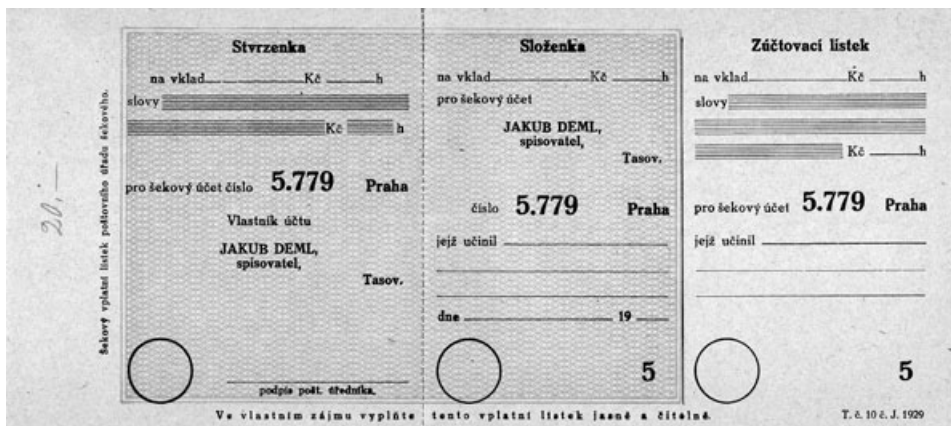 20.—
Šekový vplatní lístek poštovního úřadu šekového.
Stvrzenka
na vklad Kč h
slovy
Kč h
pro šekový účet číslo 5.779 Praha
Vlastník účtu
JAKUB DEML,
spisovatel,
Tasov.
podpis pošt. úředníka.
Složenka
na vklad Kč h
pro šekový účet
JAKUB DEML,
spisovatel,
Tasov.
číslo 5.779 Praha
jejž učinil
dne 19
5
Zúčtovací lístek
na vklad Kč h
slovy
Kč h
pro šekový účet 5.779 Praha
jejž učinil
5
Ve vlastním zájmu vyplňte tento vplatní lístek jasně a čitelně.
T. č. 10 č. J. 1929